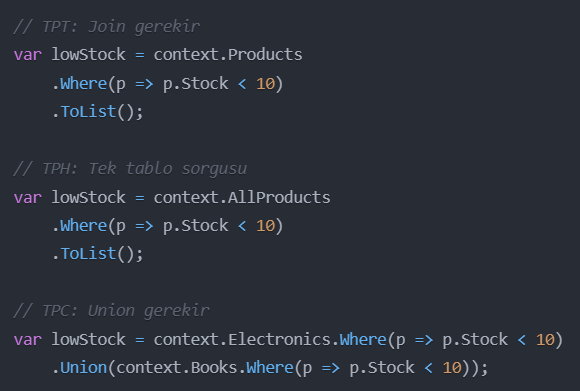 // TPT: Join gerekir
var lowStock = context.Products
    .Where(p => p.Stock < 10)
    .ToList();

// TPH: Tek tablo sorgusu
var lowStock = context.AllProducts
    .Where(p => p.Stock < 10)
    .ToList();

// TPC: Union gerekir
var lowStock = context.Electronics.Where(p => p.Stock < 10)
    .Union(context.Books.Where(p => p.Stock < 10));